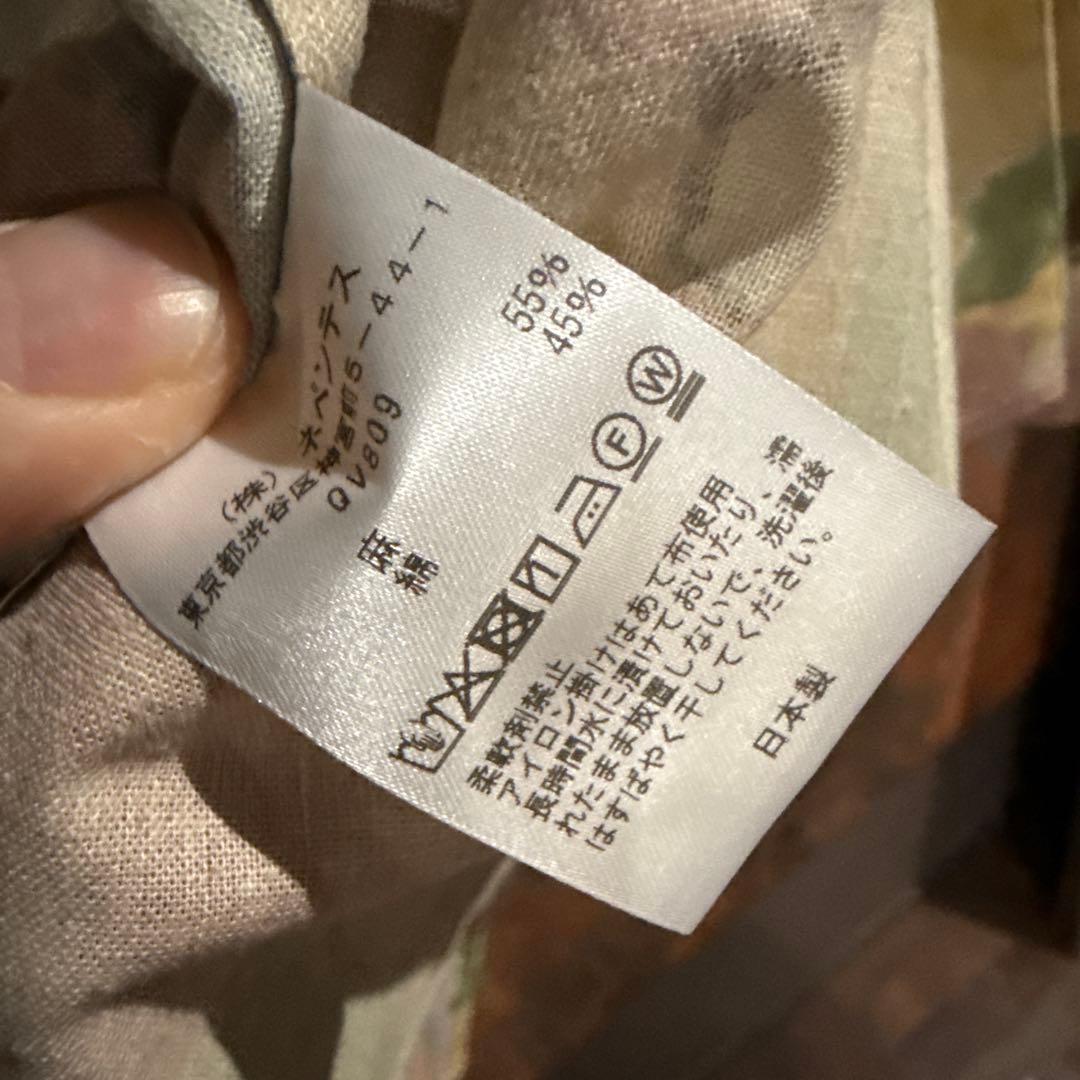 (株) ネペンテス
東京都渋谷区神宮前5-44-1
QV809
麻 55%
綿 45%
F
W
柔軟剤禁止
アイロン掛けはあて布使用
長時間水に漬けておいたり、濡
れたまま放置しないで、洗濯後
はすばやく干してください。
日本製